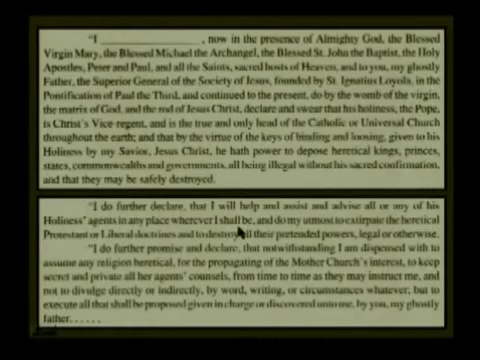 "I ____________________, now in the presence of Almighty God, the Blessed
Virgin Mary, the Blessed Michael the Archangel, the Blessed St. John the Baptist, the Holy
Apostles, Peter and Paul, and all the Saints, sacred hosts of Heaven, and to you, my ghostly
Father, the Superior General of the Society of Jesus, founded by St. Ignatius Loyola, in the
Pontification of Paul the Third, and continued to the present, do by the womb of the virgin,
the matrix of God, and the rod of Jesus Christ, declare and swear that his holiness, the Pope,
is Christ's Vice-regent, and is the true and only head of the Catholic or Universal Church
throughout the earth; and that by the virtue of the keys of binding and loosing, given to his
Holiness by my Savior, Jesus Christ, he hath power to depose heretical kings, princes,
states, commonwealths and governments, all being illegal without his sacred confirmation,
and that they may be safely destroyed.
"I do further declare, that I will help and assist and advise all or any of his
Holiness' agents in any place wherever I shall be, and do my utmost to extirpate the heretical
Protestant or Liberal doctrines and to destroy all their pretended powers, legal or otherwise.
"I do further promise and declare, that notwithstanding I am dispensed with to
assume any religion heretical, for the propagating of the Mother Church's interest, to keep
secret and private all her agents' counsels, from time to time as they may instruct me, and
not to divulge directly or indirectly, by word, writing, or circumstances whatever; but to
execute all that shall be proposed given in charge or discovered unto me, by you, my ghostly
father. . . . . .